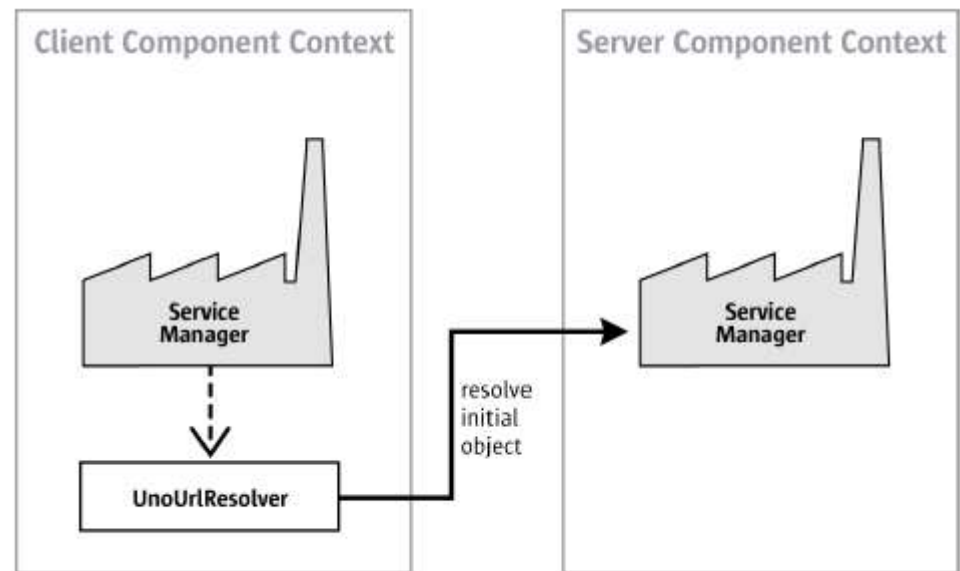 Client Component Context
Server Component Context
Service
Manager
Service
Manager
resolve
initial
object
UnoUrlResolver